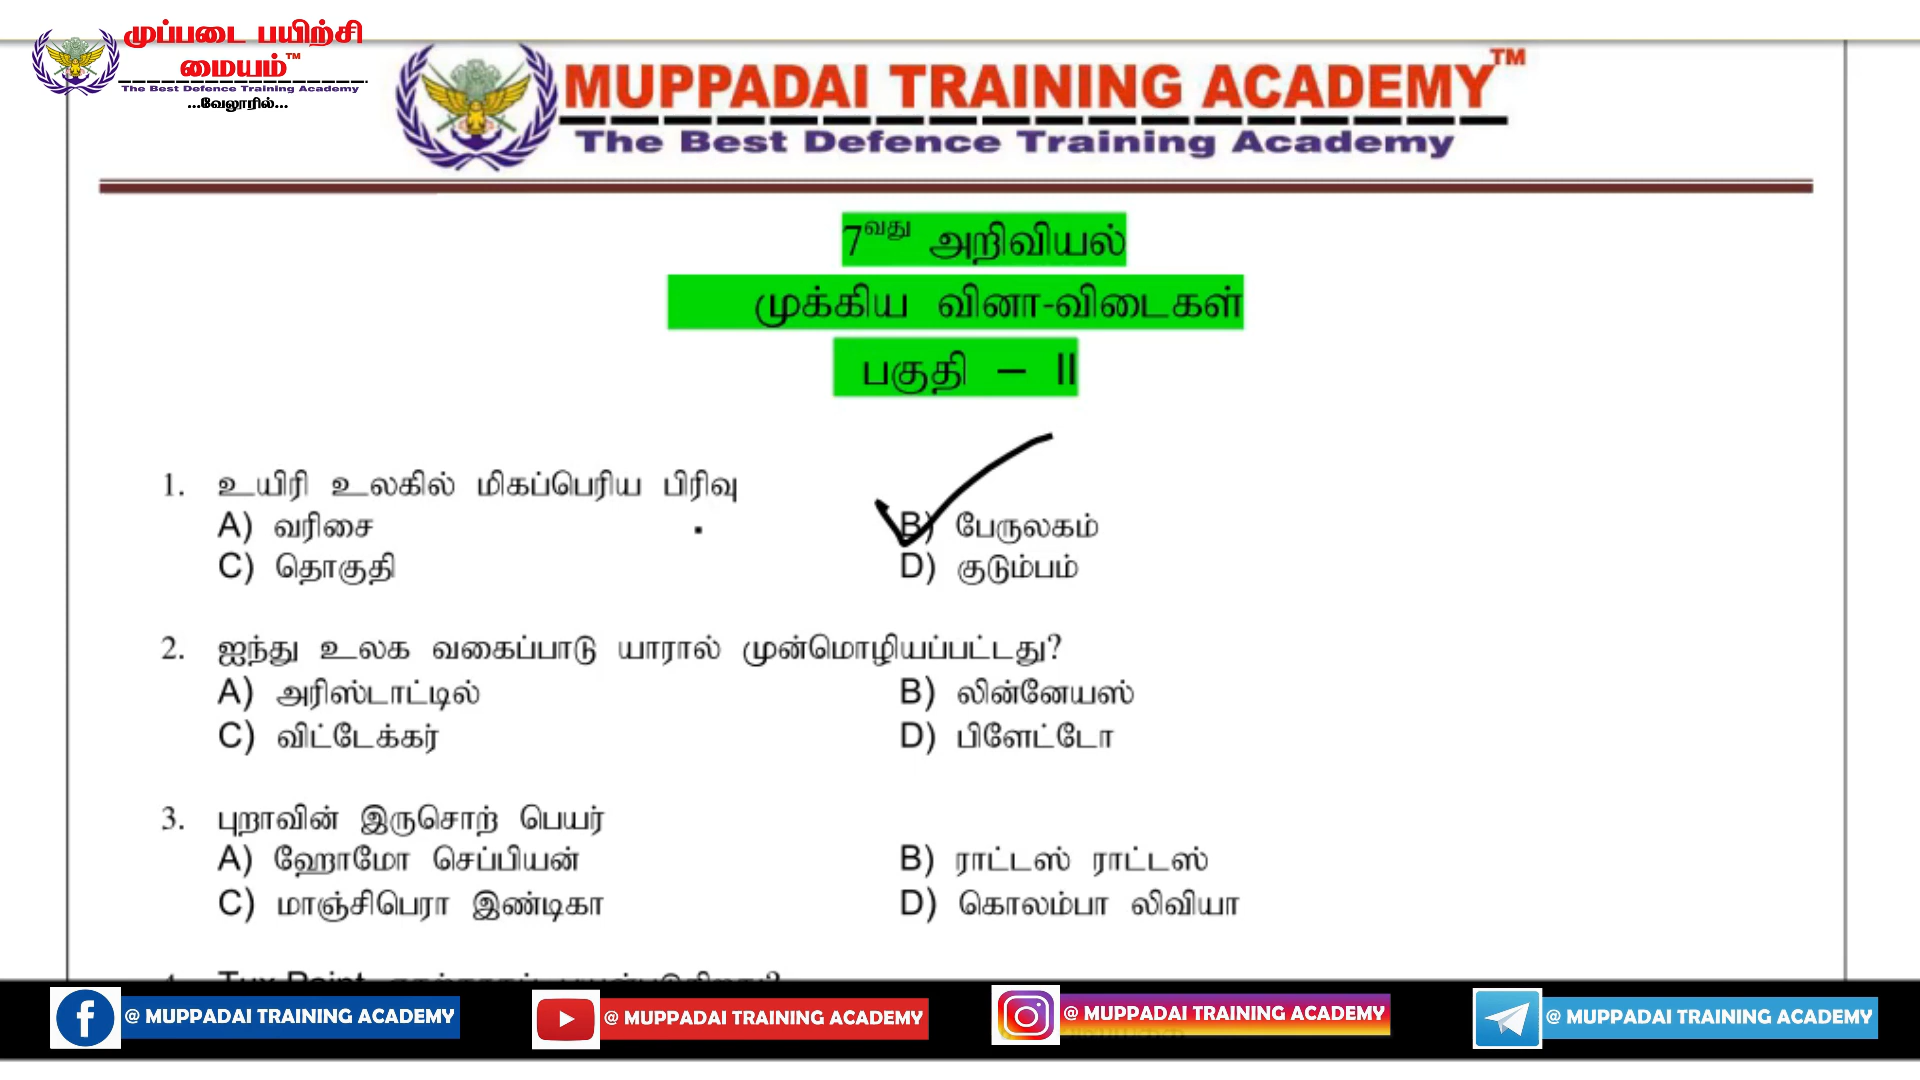 முப்படை பயிற்சி
மையம்™
The Best Defence Training Academy
...வேலூரில்...
MUPPADAI TRAINING ACADEMY™
The Best Defence Training Academy
7வது அறிவியல்
முக்கிய வினா-விடைகள்
பகுதி – II
1. உயிரி உலகில் மிகப்பெரிய பிரிவு
A) வரிசை B) பேருலகம்
C) தொகுதி D) குடும்பம்
2. ஐந்து உலக வகைப்பாடு யாரால் முன்மொழியப்பட்டது?
A) அரிஸ்டாட்டில் B) லின்னேயஸ்
C) விட்டேக்கர் D) பிளேட்டோ
3. புறாவின் இருசொற் பெயர்
A) ஹோமோ செப்பியன் B) ராட்டஸ் ராட்டஸ்
C) மாஞ்சிபெரா இண்டிகா D) கொலம்பா லிவியா
@ MUPPADAI TRAINING ACADEMY @ MUPPADAI TRAINING ACADEMY @ MUPPADAI TRAINING ACADEMY @ MUPPADAI TRAINING ACADEMY